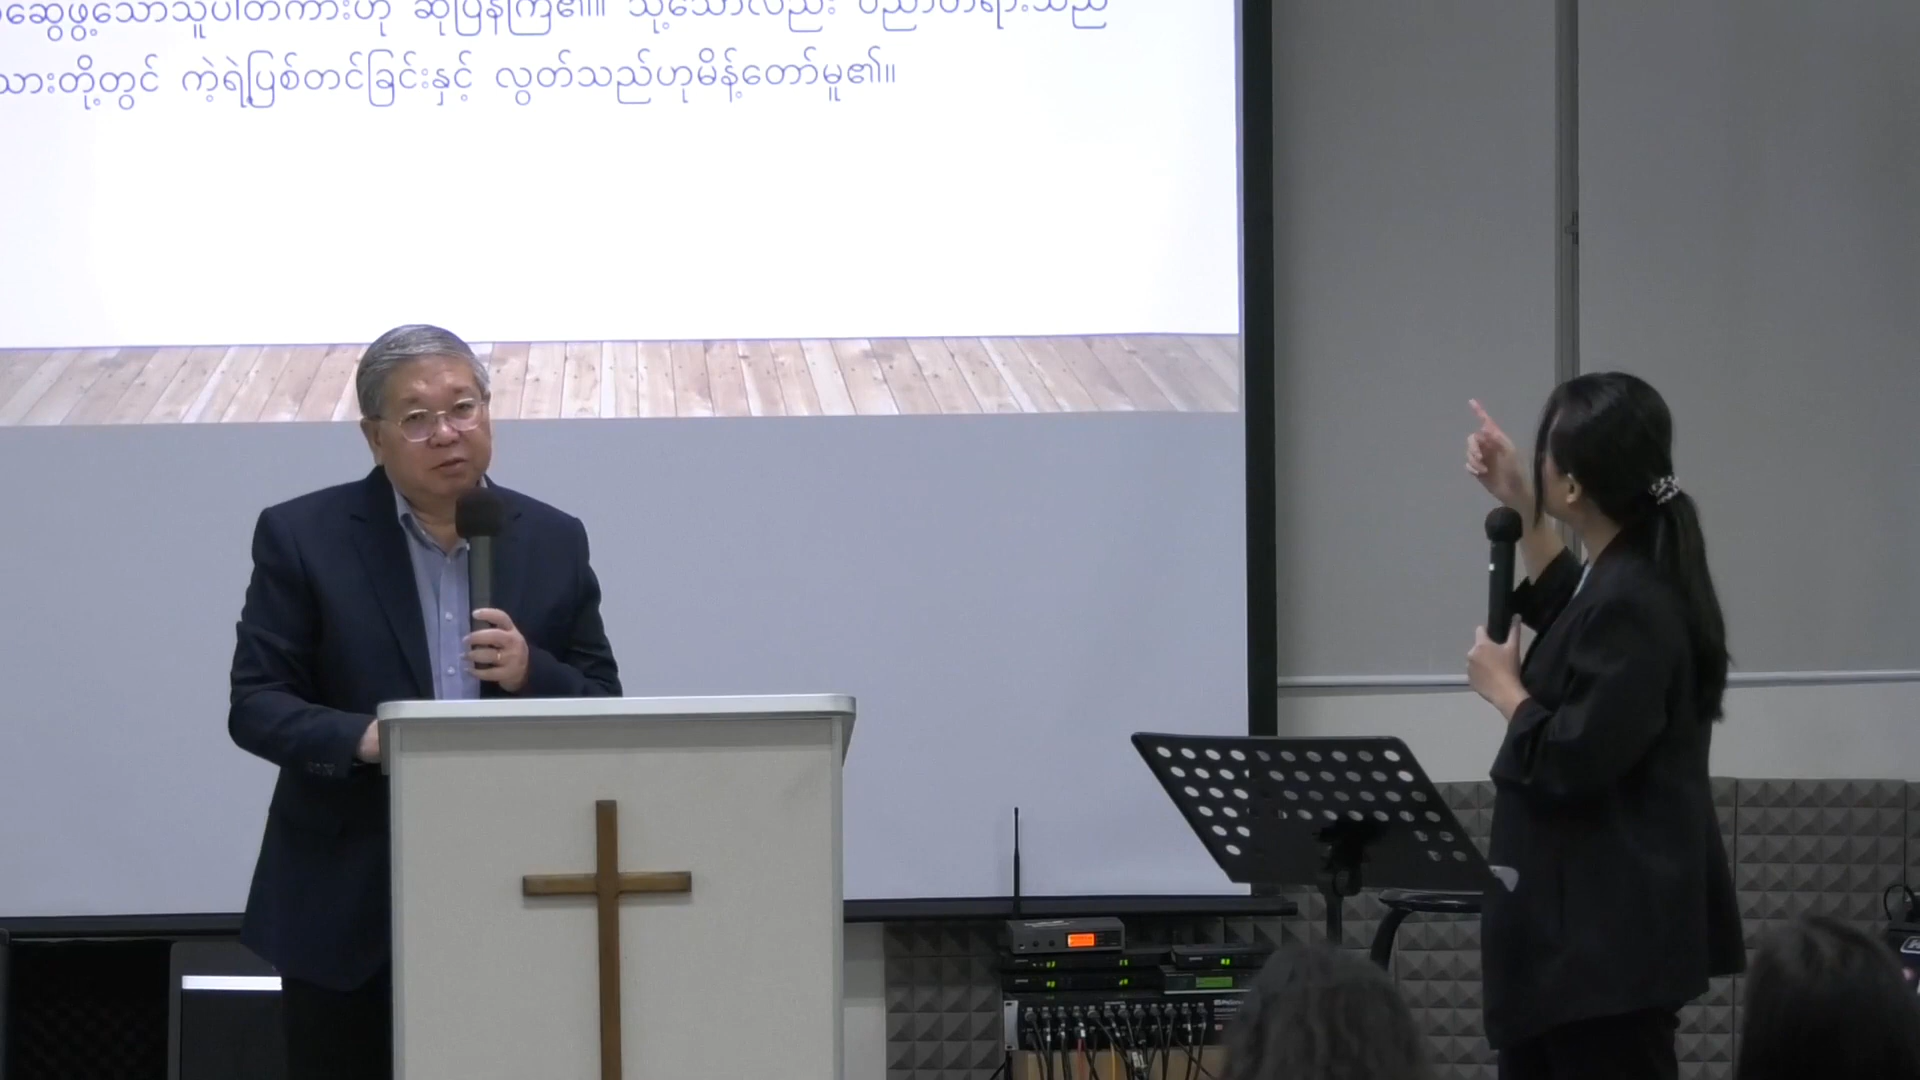 ဆွေဖွဲ့သောသူပါတကားဟု ဆိုပြန်ကြ၏။ သို့သော်လည်း ပညာတရားသည်
သားတို့တွင် ကဲ့ရဲ့ပြစ်တင်ခြင်းနှင့် လွတ်သည်ဟုမိန့်တော်မူ၏။